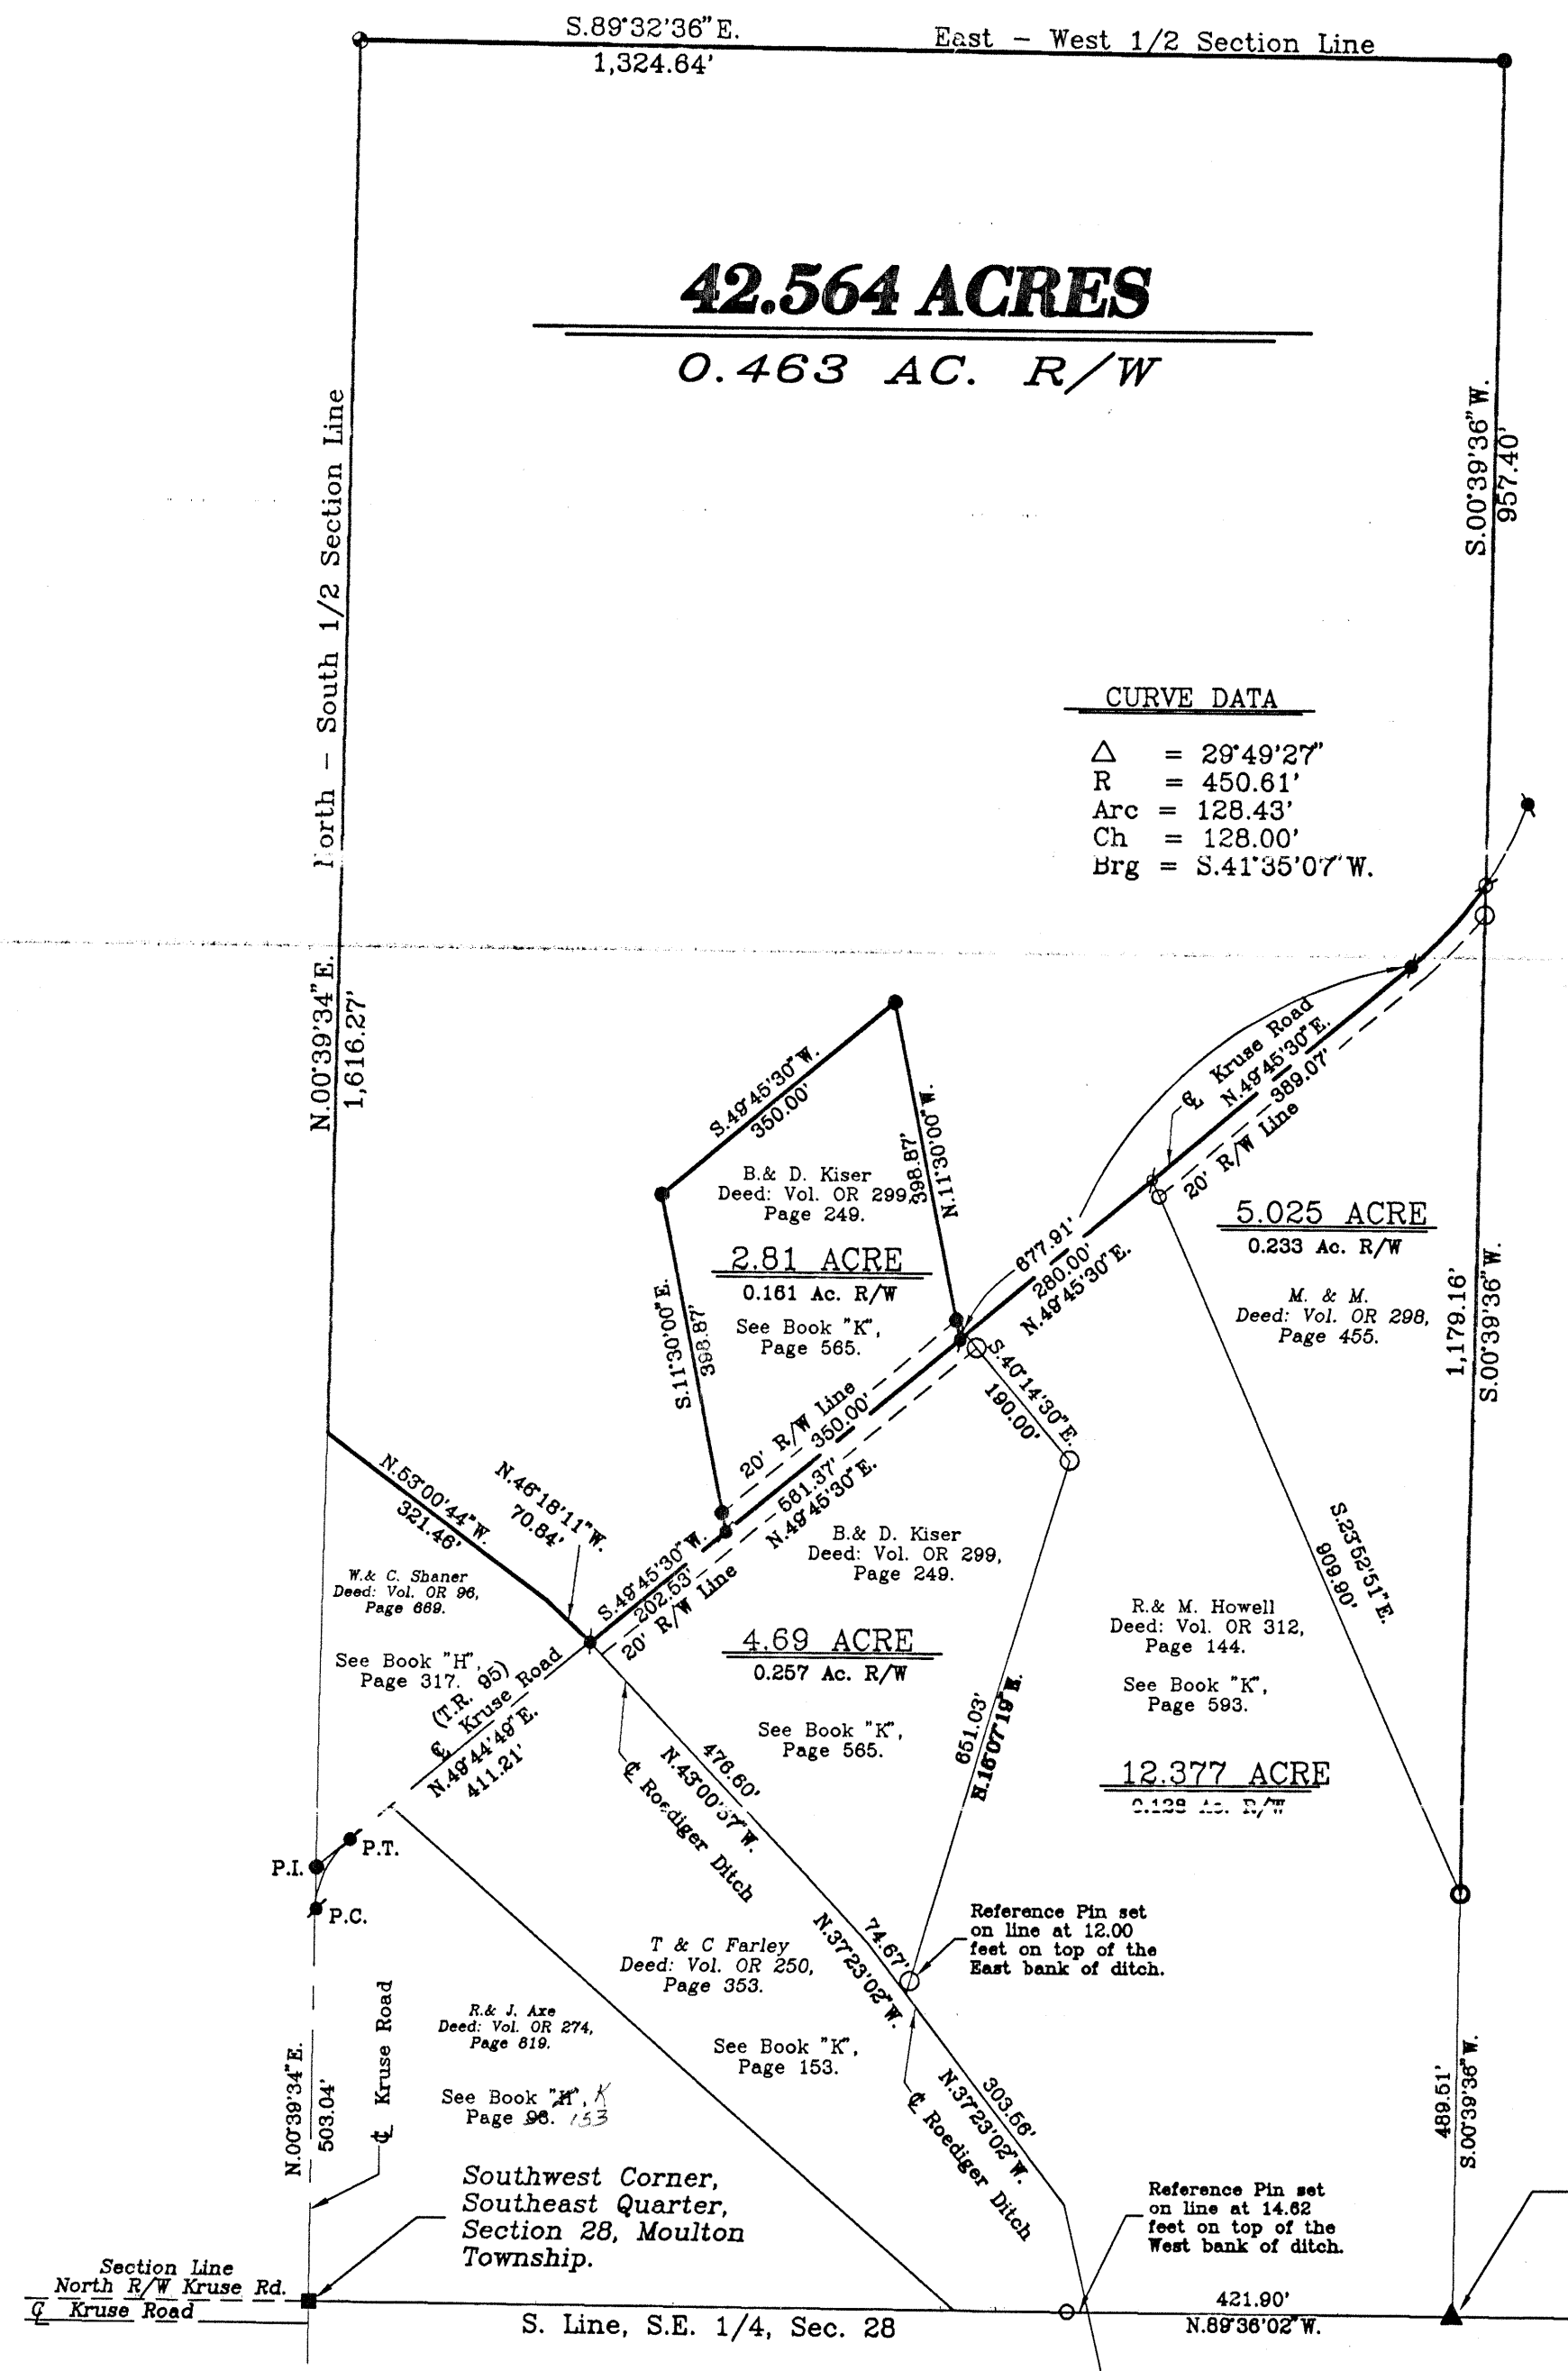 S.89°32'36"E.
East - West 1/2 Section Line
1,324.64'
42.564 ACRES
0.463 AC. R/W
North - South 1/2 Section Line
S.00°39'36"W.
957.40'
CURVE DATA
△ = 29°49'27"
R = 450.61'
Arc = 128.43'
Ch = 128.00'
Brg = S.41°35'07"W.
N.00°39'34"E.
1,616.27'
S.49°45'30"W.
350.00'
N.11°30'00"W.
398.87'
B.& D. Kiser
Deed: Vol. OR 299,
Page 249.
2.81 ACRE
0.161 Ac. R/W
See Book "K",
Page 565.
S.11°30'00"E.
398.87'
℄ Kruse Road
N.49°45'30"E.
389.07'
20' R/W Line
677.91'
280.00'
N.49°45'30"E.
5.025 ACRE
0.233 Ac. R/W
M. & M.
Deed: Vol. OR 298,
Page 455.
1,179.16'
S.00°39'36"W.
S.40°14'30"E.
190.00'
20' R/W Line
350.00'
581.37'
N.49°45'30"E.
N.53°00'44"W.
321.46'
N.46°18'11"W.
70.84'
S.49°45'30"W.
202.53'
20' R/W Line
W.& C. Shaner
Deed: Vol. OR 96,
Page 669.
See Book "H",
Page 317.
B.& D. Kiser
Deed: Vol. OR 299,
Page 249.
4.69 ACRE
0.257 Ac. R/W
See Book "K",
Page 565.
S.23°52'51"E.
909.90'
R.& M. Howell
Deed: Vol. OR 312,
Page 144.
See Book "K",
Page 593.
12.377 ACRE
0.128 Ac. R/W
651.03'
N.16°07'19"E.
(T.R. 95)
℄ Kruse Road
N.49°44'49"E.
411.21'
476.60'
N.43°00'37"W.
℄ Roediger Ditch
P.I.
P.T.
P.C.
74.67'
N.37°23'02"W.
Reference Pin set
on line at 12.00
feet on top of the
East bank of ditch.
T & C Farley
Deed: Vol. OR 250,
Page 353.
See Book "K",
Page 153.
R.& J. Axe
Deed: Vol. OR 274,
Page 819.
See Book "H", K
Page 96. 153
N.00°39'34"E.
503.04'
℄ Kruse Road
303.56'
N.37°23'02"W.
℄ Roediger Ditch
489.51'
S.00°39'36"W.
Southwest Corner,
Southeast Quarter,
Section 28, Moulton
Township.
Reference Pin set
on line at 14.62
feet on top of the
West bank of ditch.
Section Line
North R/W Kruse Rd.
℄ Kruse Road
S. Line, S.E. 1/4, Sec. 28
421.90'
N.89°36'02"W.